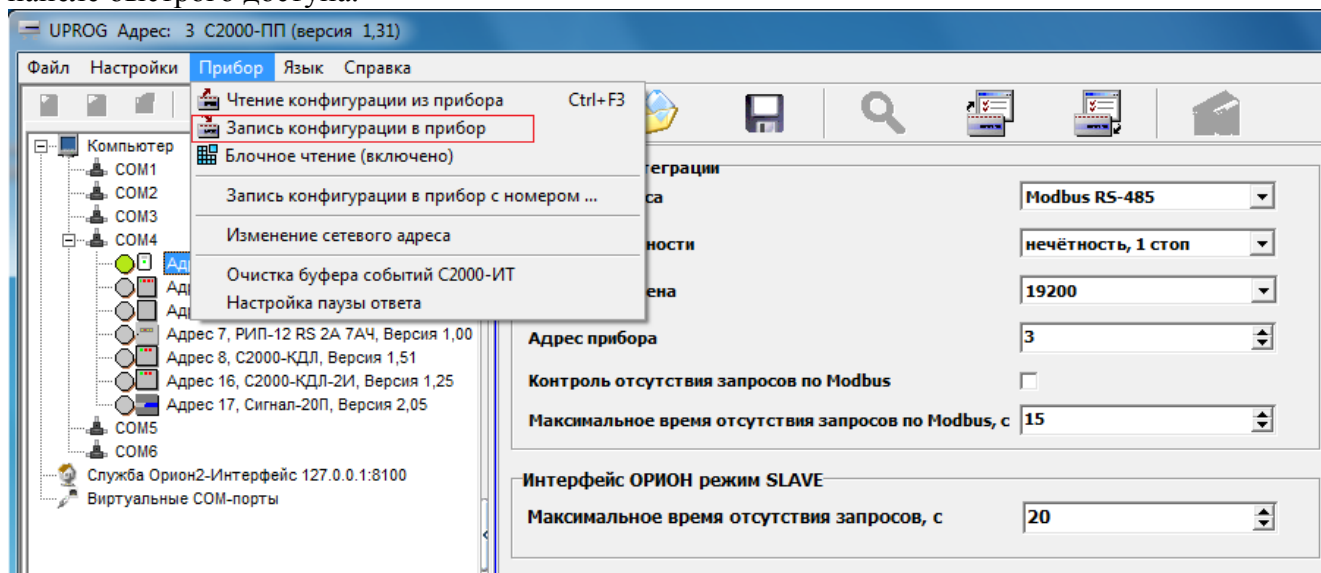 UPROG Адрес: 3 С2000-ПП (версия 1,31)
Файл Настройки Прибор Язык Справка
Чтение конфигурации из прибора Ctrl+F3
Запись конфигурации в прибор
Блочное чтение (включено)
Запись конфигурации в прибор с номером ...
Изменение сетевого адреса
Очистка буфера событий С2000-ИТ
Настройка паузы ответа
Компьютер
COM1
COM2
COM3
COM4
Адрес 7, РИП-12 RS 2А 7АЧ, Версия 1,00
Адрес 8, С2000-КДЛ, Версия 1,51
Адрес 16, С2000-КДЛ-2И, Версия 1,25
Адрес 17, Сигнал-20П, Версия 2,05
COM5
COM6
Служба Орион2-Интерфейс 127.0.0.1:8100
Виртуальные COM-порты
Modbus RS-485
нечётность, 1 стоп
19200
Адрес прибора 3
Контроль отсутствия запросов по Modbus
Максимальное время отсутствия запросов по Modbus, с 15
Интерфейс ОРИОН режим SLAVE
Максимальное время отсутствия запросов, с 20